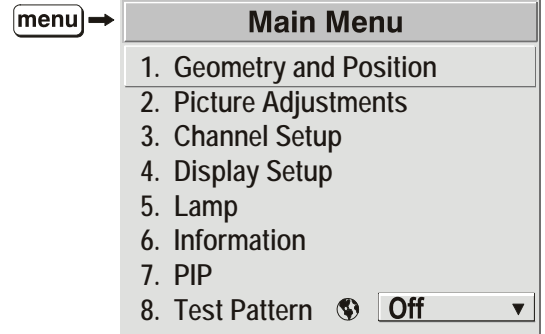 menu Main Menu
1. Geometry and Position
2. Picture Adjustments
3. Channel Setup
4. Display Setup
5. Lamp
6. Information
7. PIP
8. Test Pattern Off